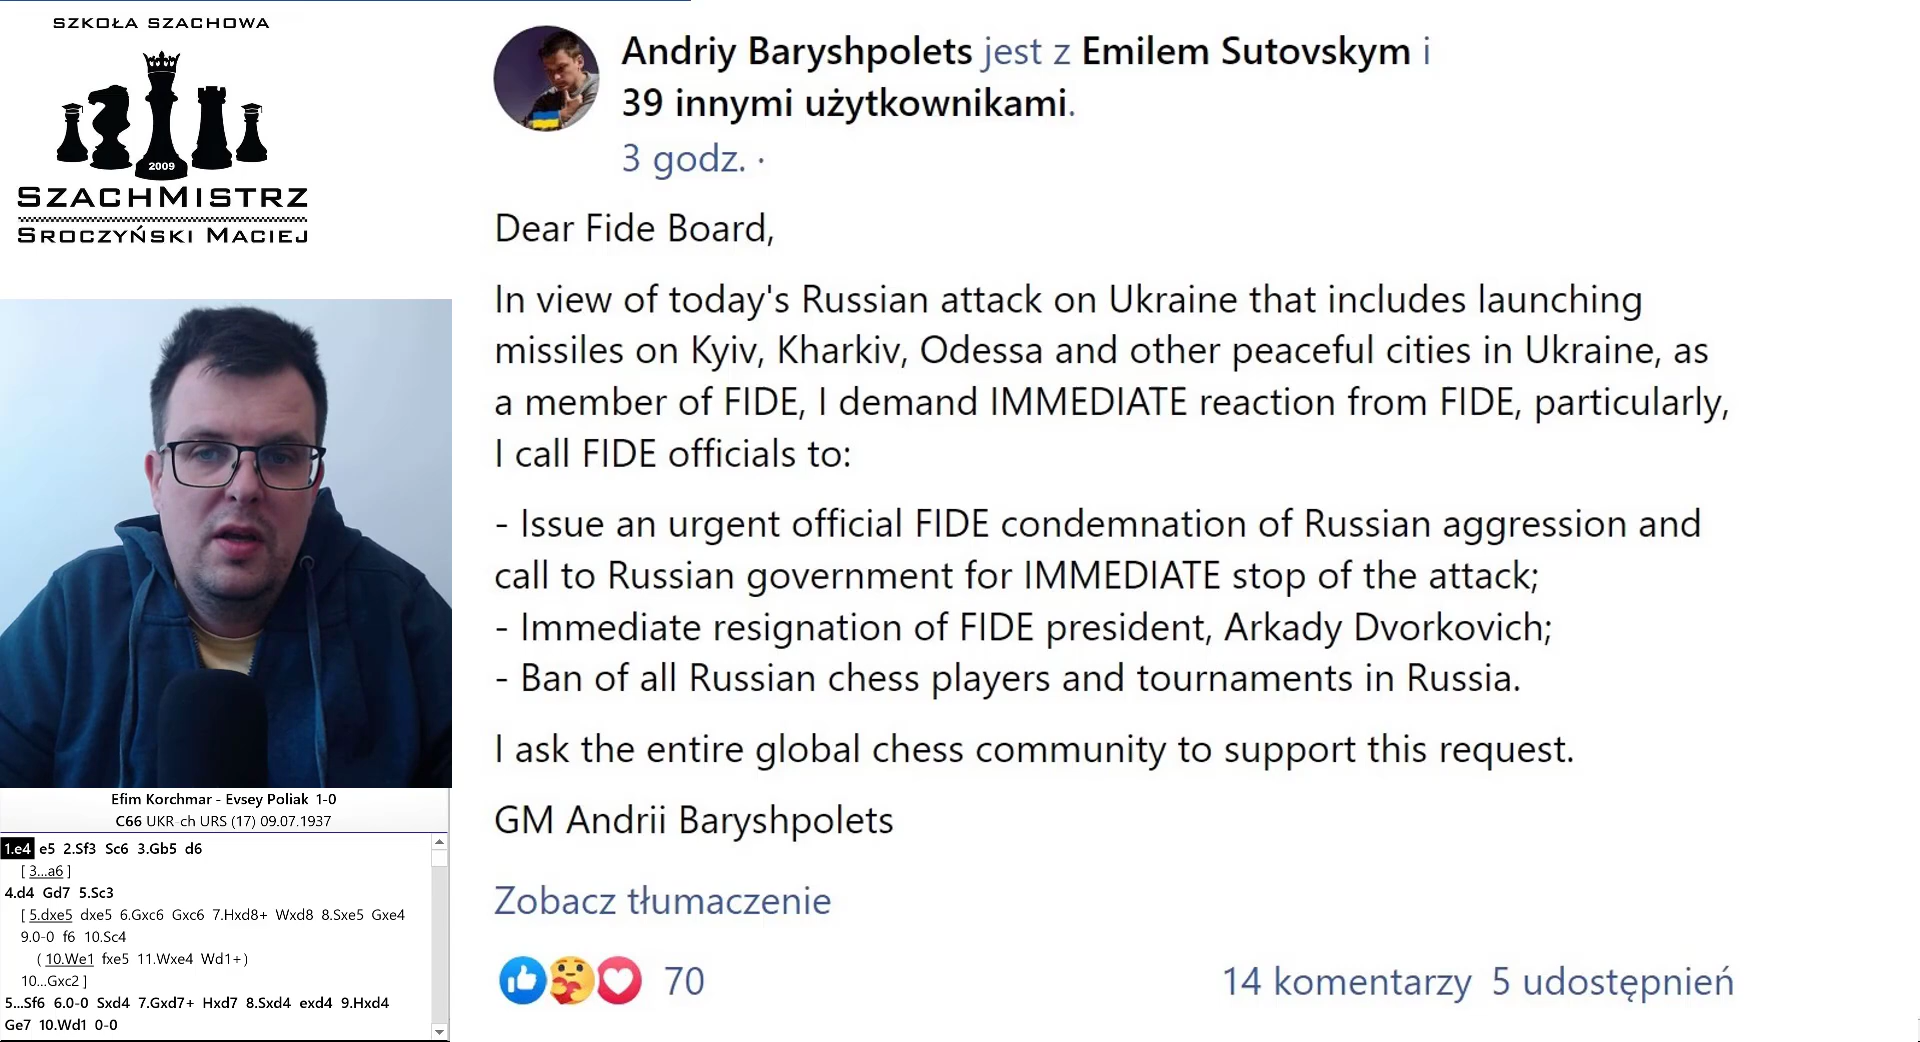 SZKOŁA SZACHOWA
2009
SZACHMISTRZ
SROCZYŃSKI MACIEJ
Andriy Baryshpolets jest z Emilem Sutovskym i
39 innymi użytkownikami.
3 godz. ·
Dear Fide Board,
In view of today's Russian attack on Ukraine that includes launching
missiles on Kyiv, Kharkiv, Odessa and other peaceful cities in Ukraine, as
a member of FIDE, I demand IMMEDIATE reaction from FIDE, particularly,
I call FIDE officials to:
- Issue an urgent official FIDE condemnation of Russian aggression and
call to Russian government for IMMEDIATE stop of the attack;
- Immediate resignation of FIDE president, Arkady Dvorkovich;
- Ban of all Russian chess players and tournaments in Russia.
I ask the entire global chess community to support this request.
GM Andrii Baryshpolets
Zobacz tłumaczenie
70
14 komentarzy 5 udostępnień
Efim Korchmar - Evsey Poliak 1-0
C66 UKR-ch URS (17) 09.07.1937
1.e4 e5 2.Sf3 Sc6 3.Gb5 d6
[ 3...a6 ]
4.d4 Gd7 5.Sc3
[ 5.dxe5 dxe5 6.Gxc6 Gxc6 7.Hxd8+ Wxd8 8.Sxe5 Gxe4
9.0-0 f6 10.Sc4
( 10.We1 fxe5 11.Wxe4 Wd1+ )
10...Gxc2 ]
5...Sf6 6.0-0 Sxd4 7.Gxd7+ Hxd7 8.Sxd4 exd4 9.Hxd4
Ge7 10.Wd1 0-0